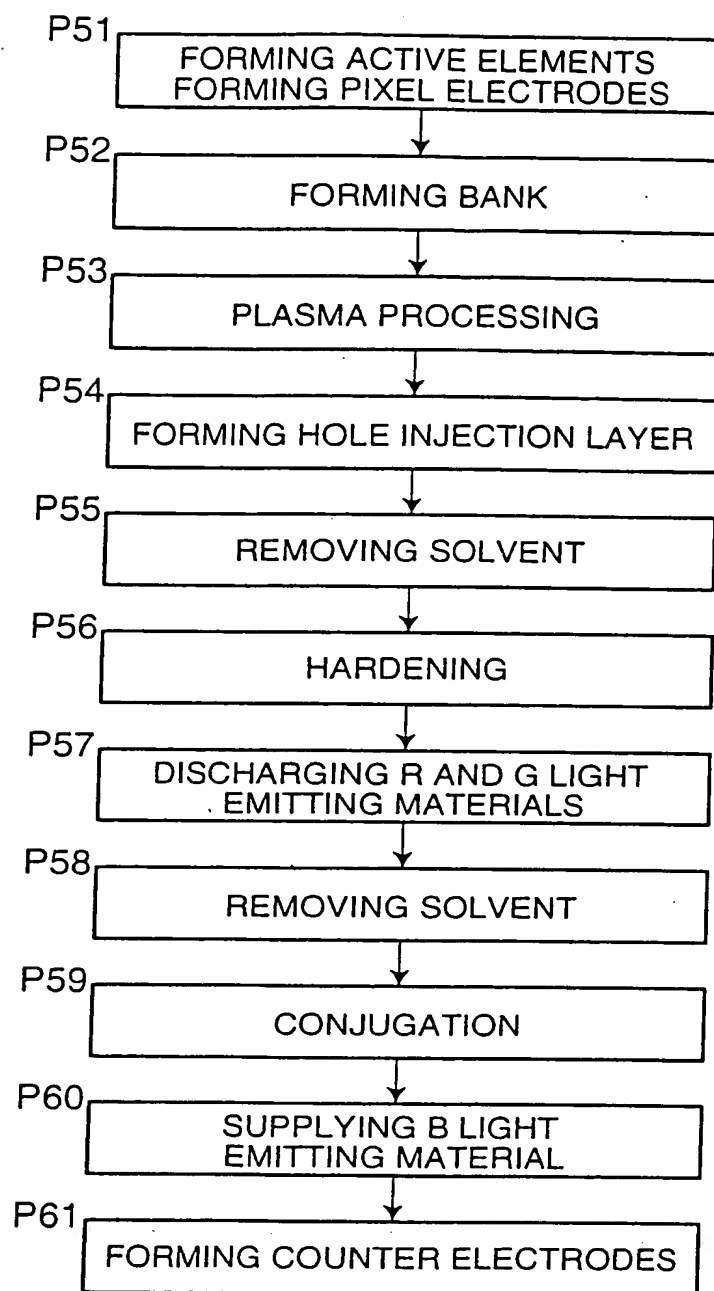 P51
FORMING ACTIVE ELEMENTS
FORMING PIXEL ELECTRODES
P52
FORMING BANK
P53
PLASMA PROCESSING
P54
FORMING HOLE INJECTION LAYER
P55
REMOVING SOLVENT
P56
HARDENING
P57
DISCHARGING R AND G LIGHT
EMITTING MATERIALS
P58
REMOVING SOLVENT
P59
CONJUGATION
P60
SUPPLYING B LIGHT
EMITTING MATERIAL
P61
FORMING COUNTER ELECTRODES